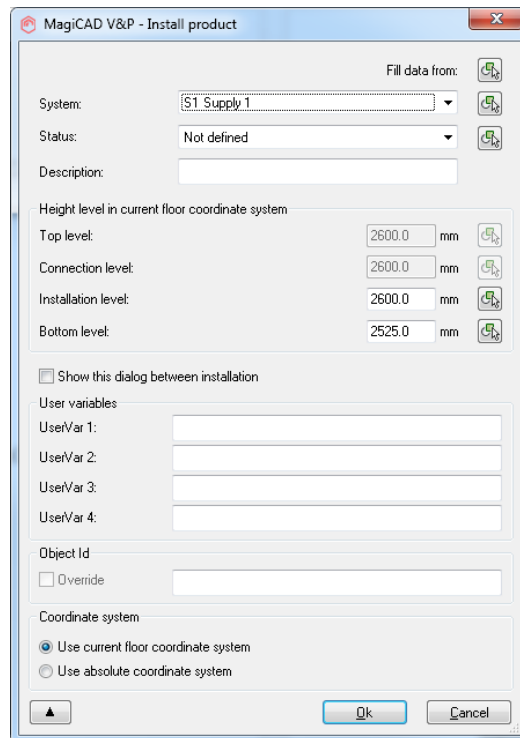 MagiCAD V&P - Install product
Fill data from:
System: S1 Supply 1
Status: Not defined
Description:
Height level in current floor coordinate system
Top level: 2600.0 mm
Connection level: 2600.0 mm
Installation level: 2600.0 mm
Bottom level: 2525.0 mm
Show this dialog between installation
User variables
UserVar 1:
UserVar 2:
UserVar 3:
UserVar 4:
Object Id
Override
Coordinate system
Use current floor coordinate system
Use absolute coordinate system
Ok Cancel